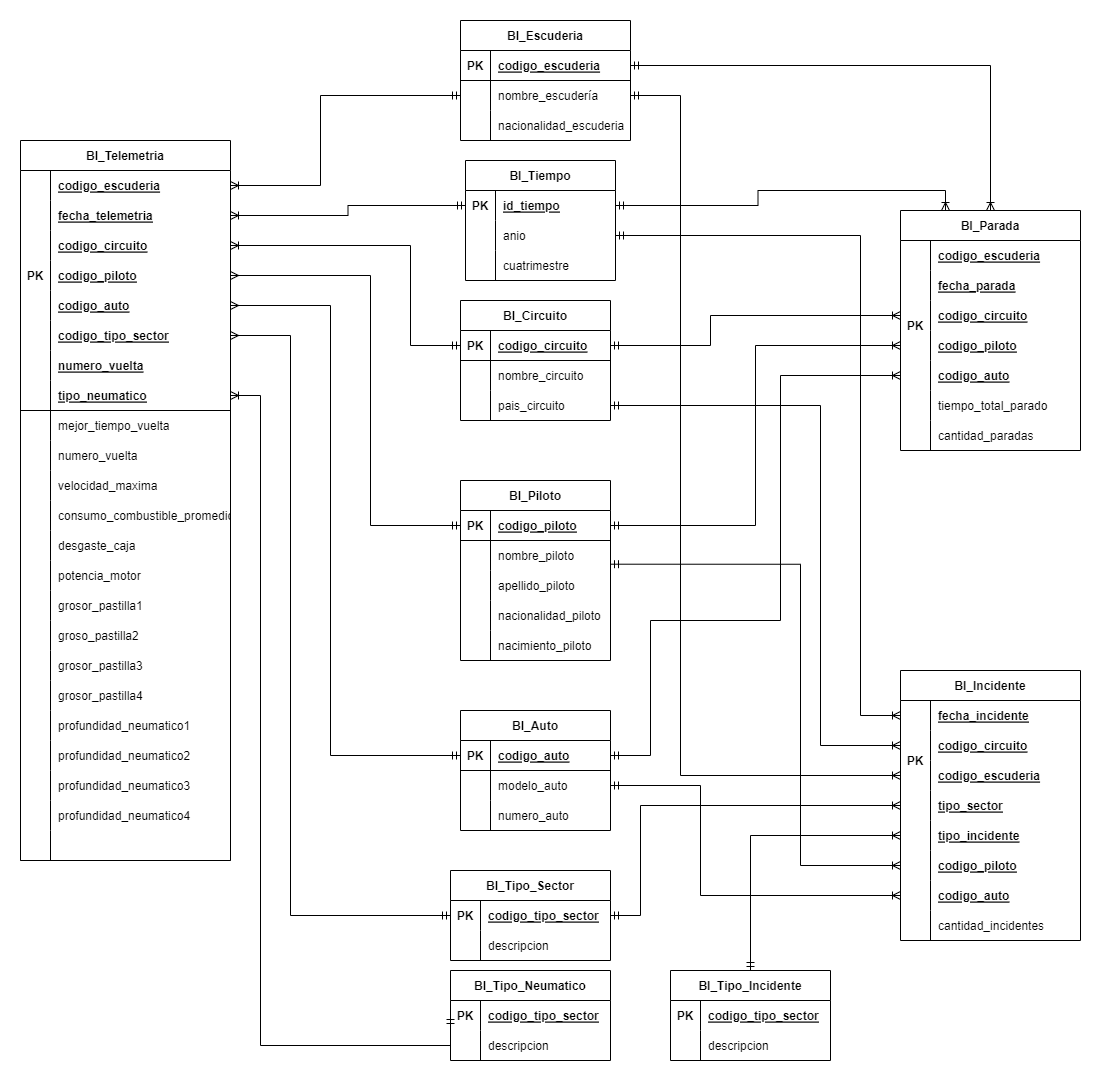 BI_Escuderia
PK
codigo_escuderia
nombre_escudería
nacionalidad_escuderia
BI_Telemetria
PK
codigo_escuderia
fecha_telemetria
codigo_circuito
codigo_piloto
codigo_auto
codigo_tipo_sector
numero_vuelta
tipo_neumatico
mejor_tiempo_vuelta
numero_vuelta
velocidad_maxima
consumo_combustible_promedio
desgaste_caja
potencia_motor
grosor_pastilla1
groso_pastilla2
grosor_pastilla3
grosor_pastilla4
profundidad_neumatico1
profundidad_neumatico2
profundidad_neumatico3
profundidad_neumatico4
BI_Tiempo
PK
id_tiempo
anio
cuatrimestre
BI_Circuito
PK
codigo_circuito
nombre_circuito
pais_circuito
BI_Piloto
PK
codigo_piloto
nombre_piloto
apellido_piloto
nacionalidad_piloto
nacimiento_piloto
BI_Auto
PK
codigo_auto
modelo_auto
numero_auto
BI_Tipo_Sector
PK
codigo_tipo_sector
descripcion
BI_Tipo_Neumatico
PK
codigo_tipo_sector
descripcion
BI_Parada
PK
codigo_escuderia
fecha_parada
codigo_circuito
codigo_piloto
codigo_auto
tiempo_total_parado
cantidad_paradas
BI_Incidente
PK
fecha_incidente
codigo_circuito
codigo_escuderia
tipo_sector
tipo_incidente
codigo_piloto
codigo_auto
cantidad_incidentes
BI_Tipo_Incidente
PK
codigo_tipo_sector
descripcion